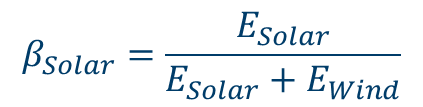 β_Solar = E_Solar / (E_Solar + E_Wind)